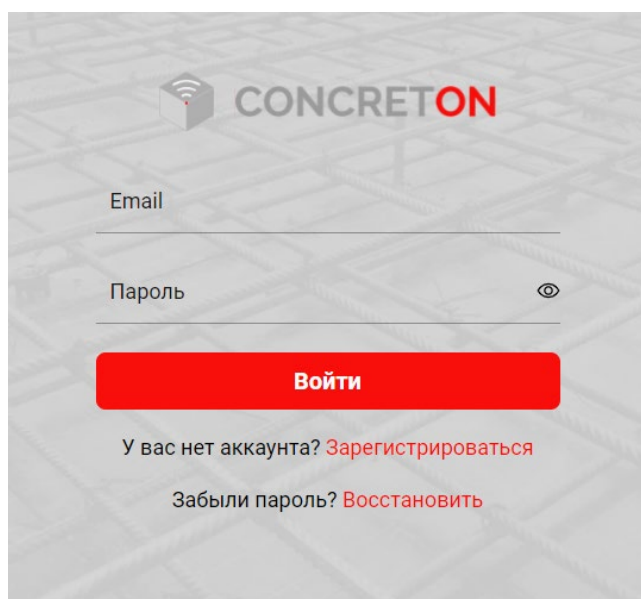 CONCRETON
Email
Пароль
Войти
У вас нет аккаунта? Зарегистрироваться
Забыли пароль? Восстановить